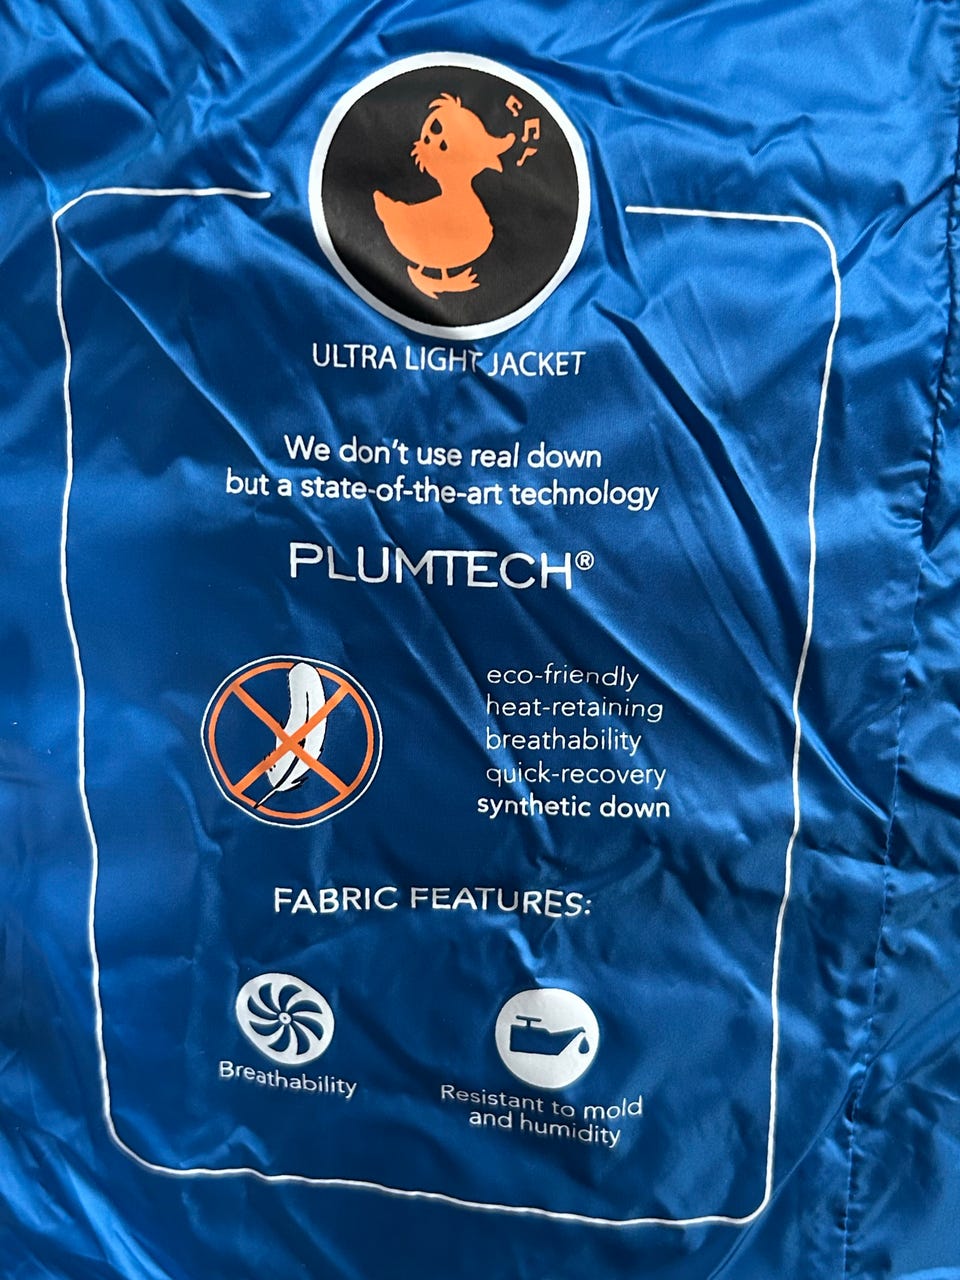 ULTRA LIGHT JACKET
We don't use real down
but a state-of-the-art technology
PLUMTECH®
eco-friendly
heat-retaining
breathability
quick-recovery
synthetic down
FABRIC FEATURES:
Breathability
Resistant to mold
and humidity